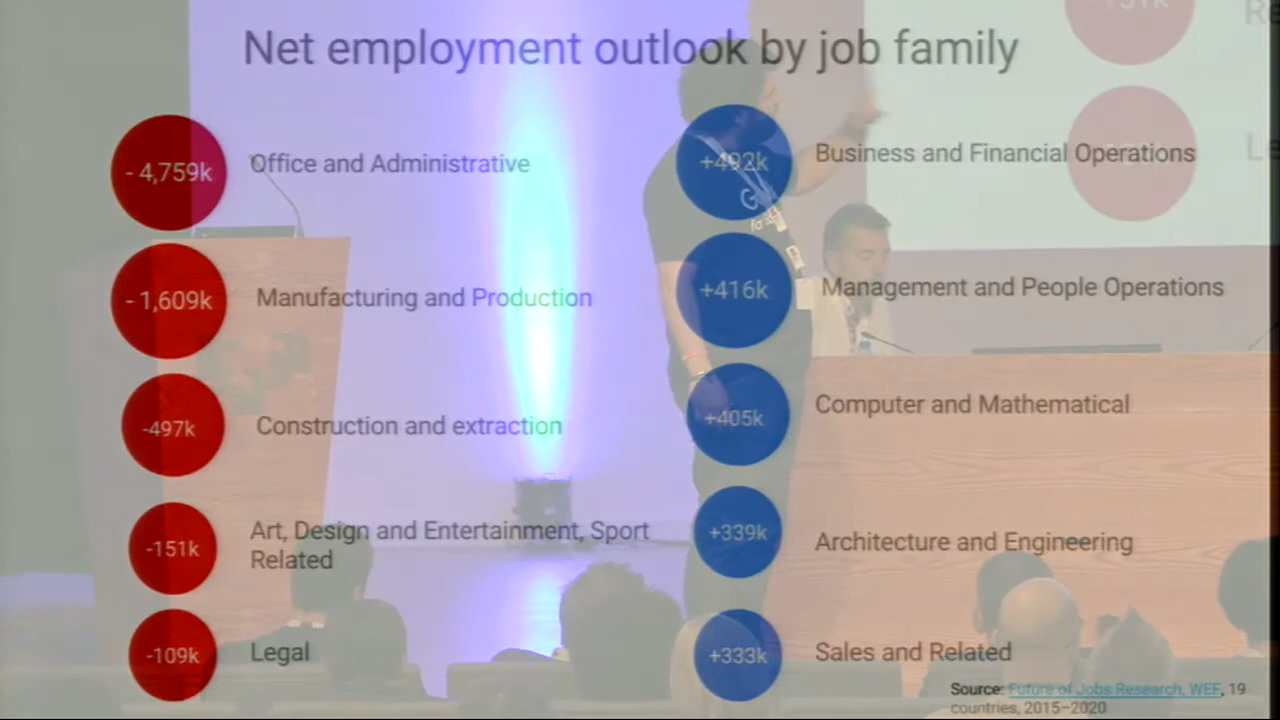 Net employment outlook by job family
- 4,759k Office and Administrative
- 1,609k Manufacturing and Production
-497k Construction and extraction
-151k Art, Design and Entertainment, Sport
Related
-109k Legal
+492k Business and Financial Operations
+416k Management and People Operations
+405k Computer and Mathematical
+339k Architecture and Engineering
+333k Sales and Related
Source: Future of Jobs Research, WEF, 19
countries, 2015–2020